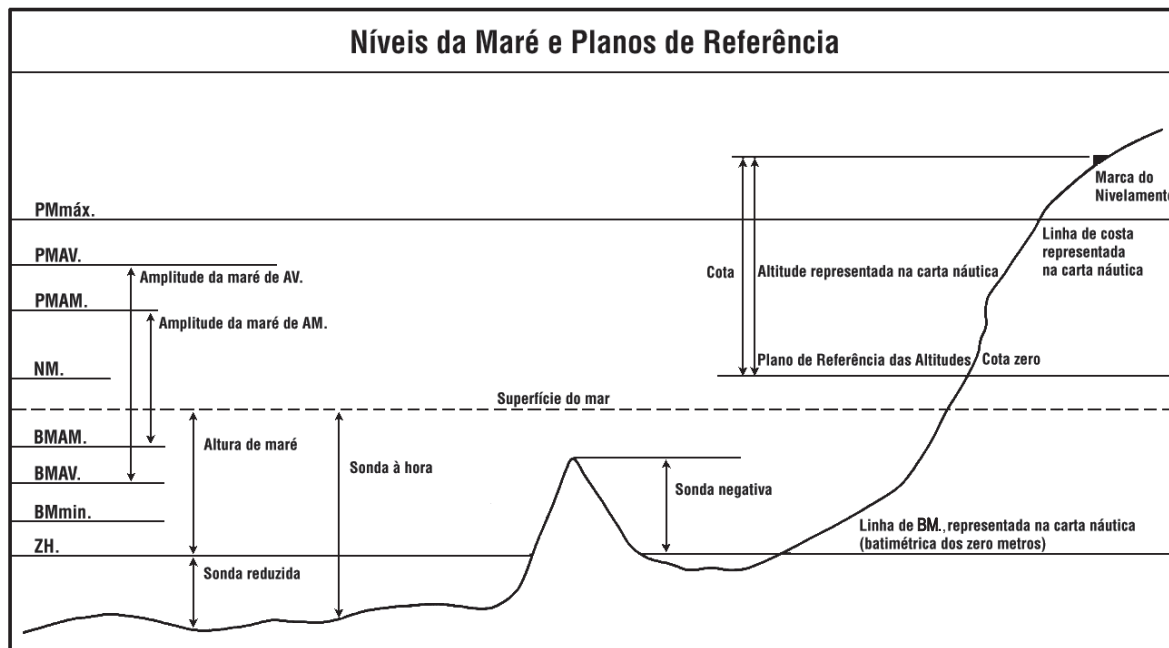 Níveis da Maré e Planos de Referência
Marca do
Nivelamento
PMmáx.
Linha de costa
representada
na carta náutica
PMAV.
Amplitude da maré de AV.
Cota
Altitude representada na carta náutica
PMAM.
Amplitude da maré de AM.
NM.
Plano de Referência das Altitudes
Cota zero
Superfície do mar
BMAM.
Altura de maré
Sonda à hora
BMAV.
Sonda negativa
BMmin.
Linha de BM., representada na carta náutica
(batimétrica dos zero metros)
ZH.
Sonda reduzida